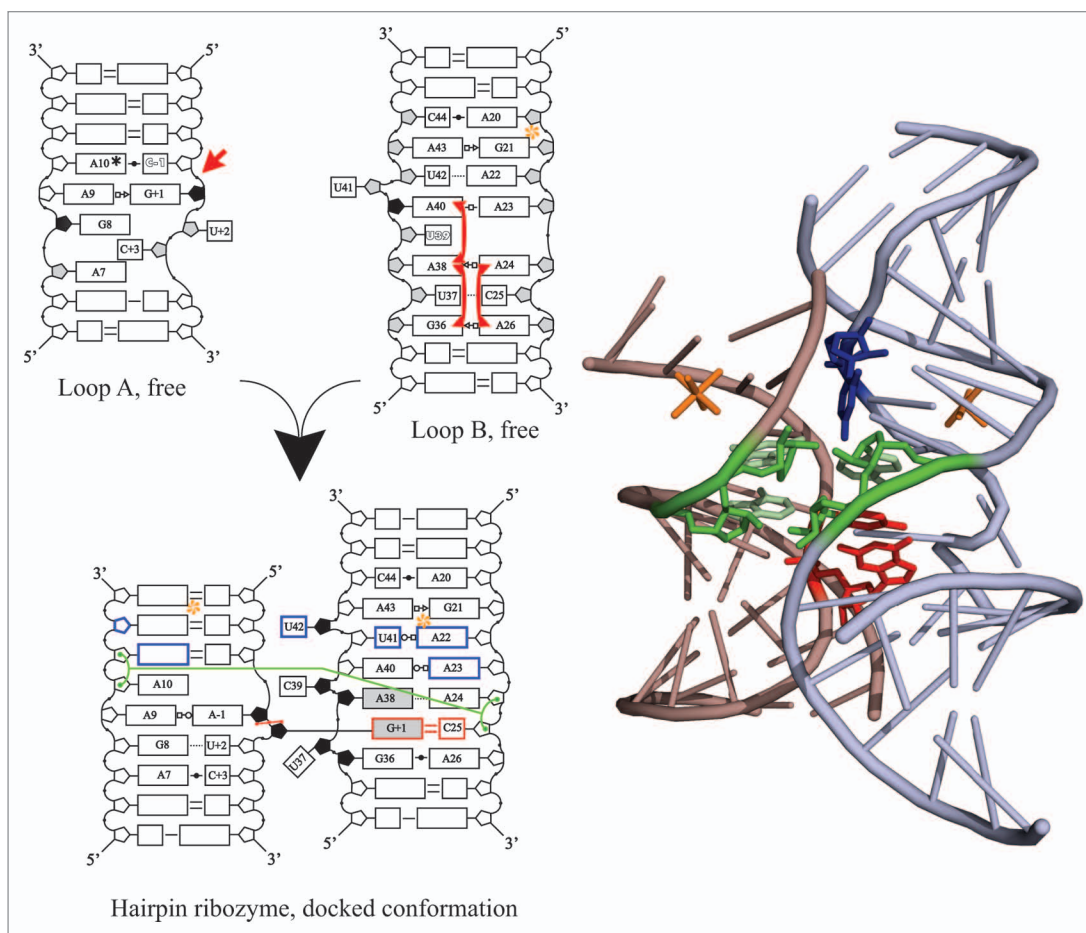 3’ 5’
A10* C-1
A9 G+1
G8 U+2
C+3
A7
5’ 3’
Loop A, free
3’ 5’
C44 A20
A43 G21
U42 A22
U41
A40 A23
U39
A38 A24
U37 C25
G36 A26
5’ 3’
Loop B, free
3’ 5’
A10
A9 A-1
G8 U+2
A7 C+3
5’ 3’
3’ 5’
C44 A20
A43 G21
U42
U41 A22
A40 A23
C39
A38 A24
G+1 C25
U37
G36 A26
5’ 3’
Hairpin ribozyme, docked conformation